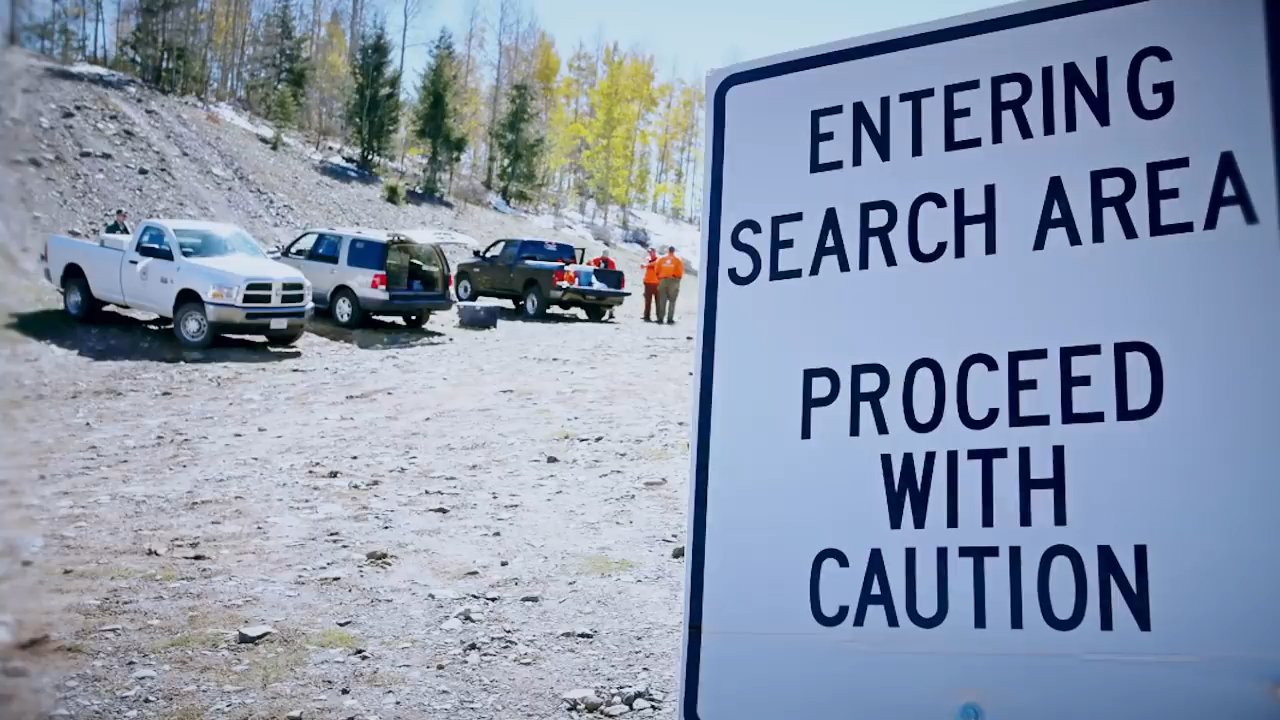 ENTERING
SEARCH AREA
PROCEED
WITH
CAUTION